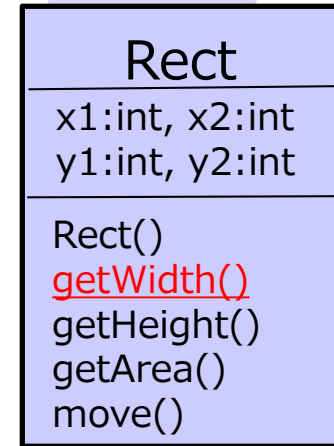 Rect
x1:int, x2:int
y1:int, y2:int
Rect()
getWidth()
getHeight()
getArea()
move()